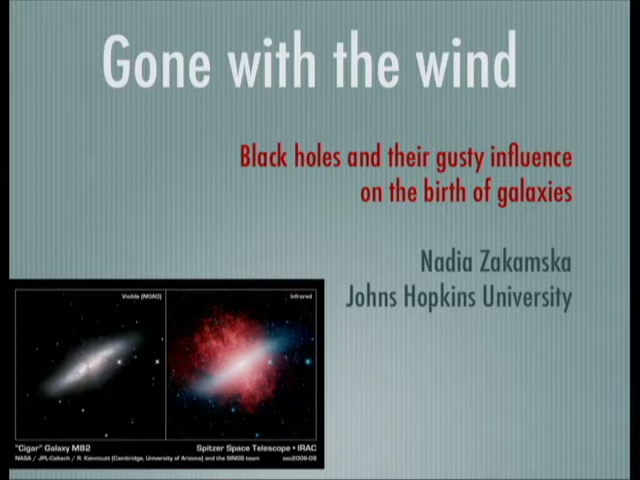 Gone with the wind
Black holes and their gusty influence
on the birth of galaxies
Nadia Zakamska
Johns Hopkins University
Visible (NOAO)
Infrared
"Cigar" Galaxy M82
Spitzer Space Telescope • IRAC
NASA / JPL-Caltech / R. Kennicutt (Cambridge, University of Arizona) and the SINGS team
ssc2006-09